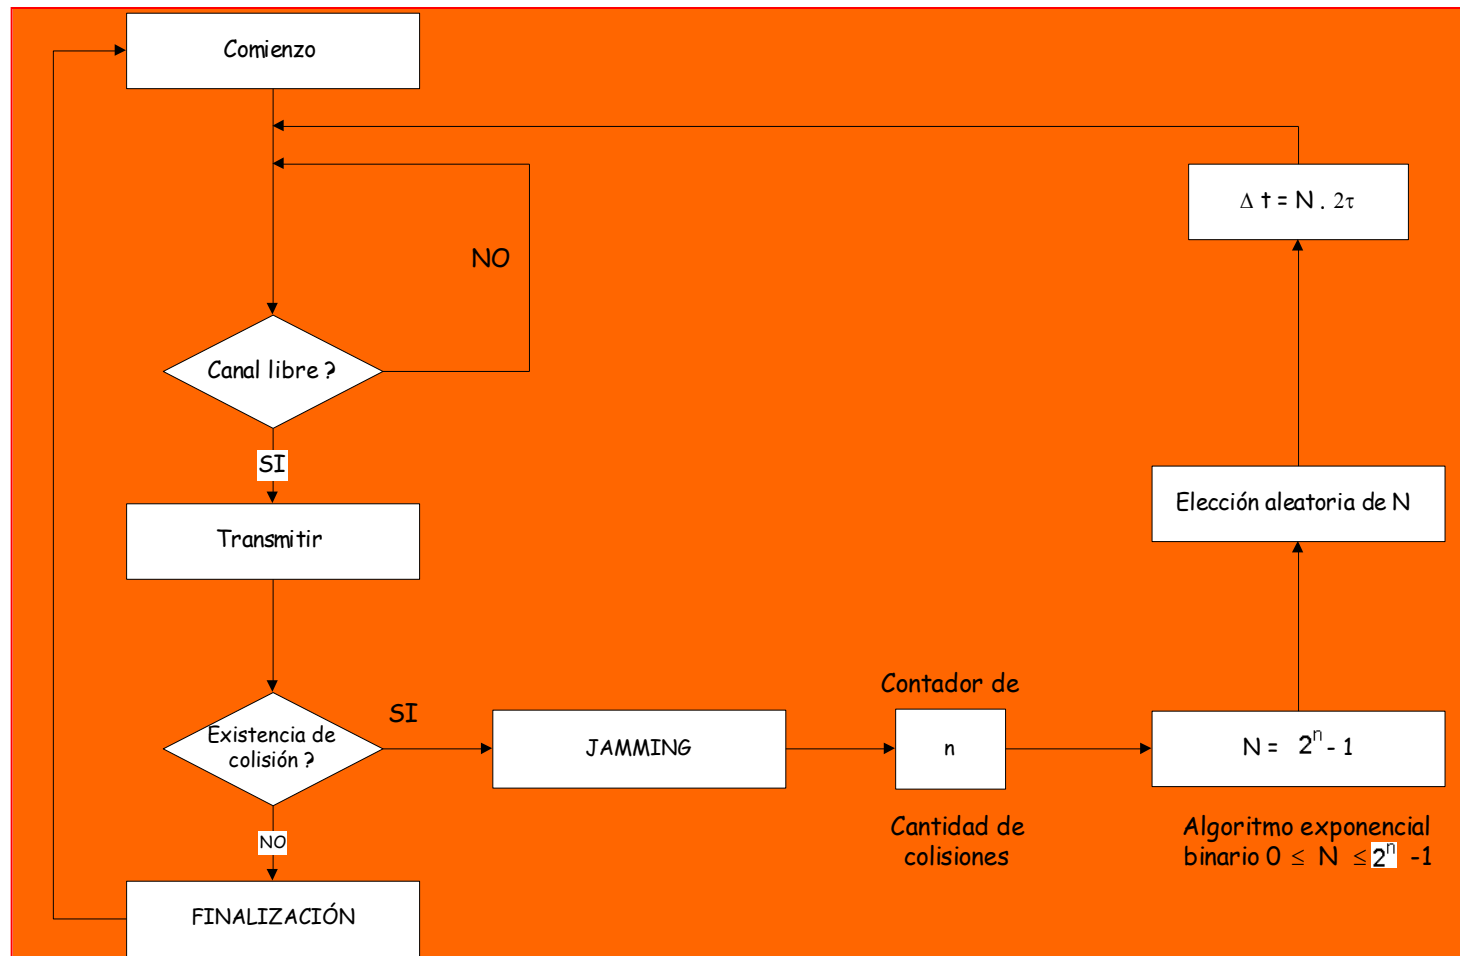 Comienzo
Δ t = N . 2τ
NO
Canal libre ?
SI
Elección aleatoria de N
Transmitir
Contador de
SI
Existencia de
colisión ?
JAMMING
n
N = 2ⁿ - 1
NO
Cantidad de
colisiones
Algoritmo exponencial
binario 0 ≤ N ≤ 2ⁿ -1
FINALIZACIÓN